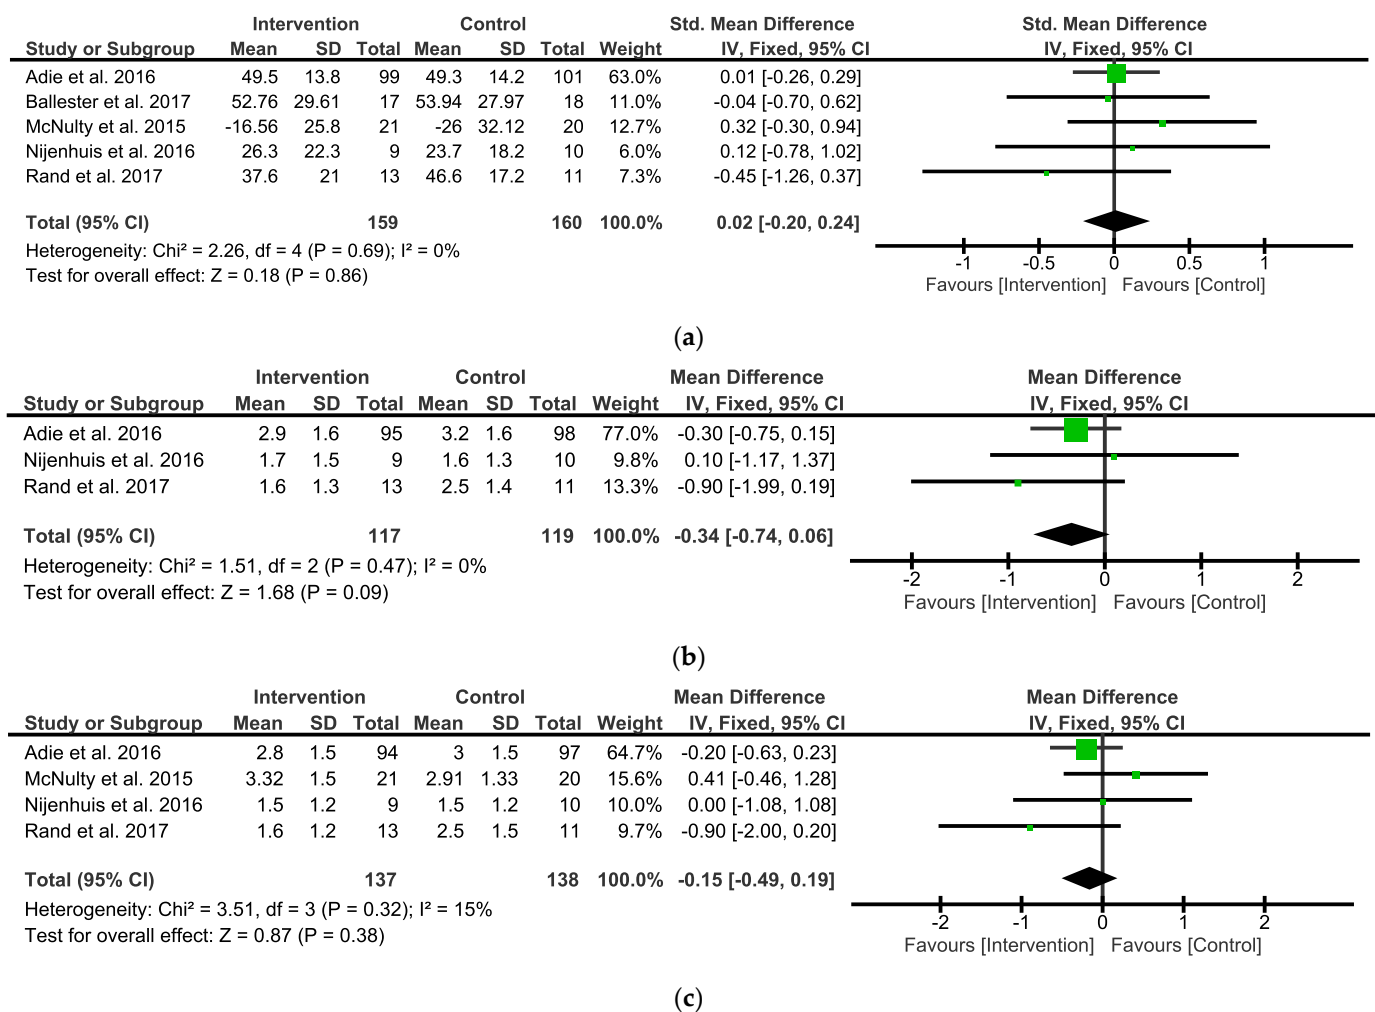 Intervention Control Std. Mean Difference Std. Mean Difference
Study or Subgroup Mean SD Total Mean SD Total Weight IV, Fixed, 95% CI IV, Fixed, 95% CI
Adie et al. 2016 49.5 13.8 99 49.3 14.2 101 63.0% 0.01 [-0.26, 0.29]
Ballester et al. 2017 52.76 29.61 17 53.94 27.97 18 11.0% -0.04 [-0.70, 0.62]
McNulty et al. 2015 -16.56 25.8 21 -26 32.12 20 12.7% 0.32 [-0.30, 0.94]
Nijenhuis et al. 2016 26.3 22.3 9 23.7 18.2 10 6.0% 0.12 [-0.78, 1.02]
Rand et al. 2017 37.6 21 13 46.6 17.2 11 7.3% -0.45 [-1.26, 0.37]
Total (95% CI) 159 160 100.0% 0.02 [-0.20, 0.24]
Heterogeneity: Chi² = 2.26, df = 4 (P = 0.69); I² = 0%
Test for overall effect: Z = 0.18 (P = 0.86)
-1 -0.5 0 0.5 1
Favours [Intervention] Favours [Control]
(a)
Intervention Control Mean Difference Mean Difference
Study or Subgroup Mean SD Total Mean SD Total Weight IV, Fixed, 95% CI IV, Fixed, 95% CI
Adie et al. 2016 2.9 1.6 95 3.2 1.6 98 77.0% -0.30 [-0.75, 0.15]
Nijenhuis et al. 2016 1.7 1.5 9 1.6 1.3 10 9.8% 0.10 [-1.17, 1.37]
Rand et al. 2017 1.6 1.3 13 2.5 1.4 11 13.3% -0.90 [-1.99, 0.19]
Total (95% CI) 117 119 100.0% -0.34 [-0.74, 0.06]
Heterogeneity: Chi² = 1.51, df = 2 (P = 0.47); I² = 0%
Test for overall effect: Z = 1.68 (P = 0.09)
-2 -1 0 1 2
Favours [Intervention] Favours [Control]
(b)
Intervention Control Mean Difference Mean Difference
Study or Subgroup Mean SD Total Mean SD Total Weight IV, Fixed, 95% CI IV, Fixed, 95% CI
Adie et al. 2016 2.8 1.5 94 3 1.5 97 64.7% -0.20 [-0.63, 0.23]
McNulty et al. 2015 3.32 1.5 21 2.91 1.33 20 15.6% 0.41 [-0.46, 1.28]
Nijenhuis et al. 2016 1.5 1.2 9 1.5 1.2 10 10.0% 0.00 [-1.08, 1.08]
Rand et al. 2017 1.6 1.2 13 2.5 1.5 11 9.7% -0.90 [-2.00, 0.20]
Total (95% CI) 137 138 100.0% -0.15 [-0.49, 0.19]
Heterogeneity: Chi² = 3.51, df = 3 (P = 0.32); I² = 15%
Test for overall effect: Z = 0.87 (P = 0.38)
-2 -1 0 1 2
Favours [Intervention] Favours [Control]
(c)